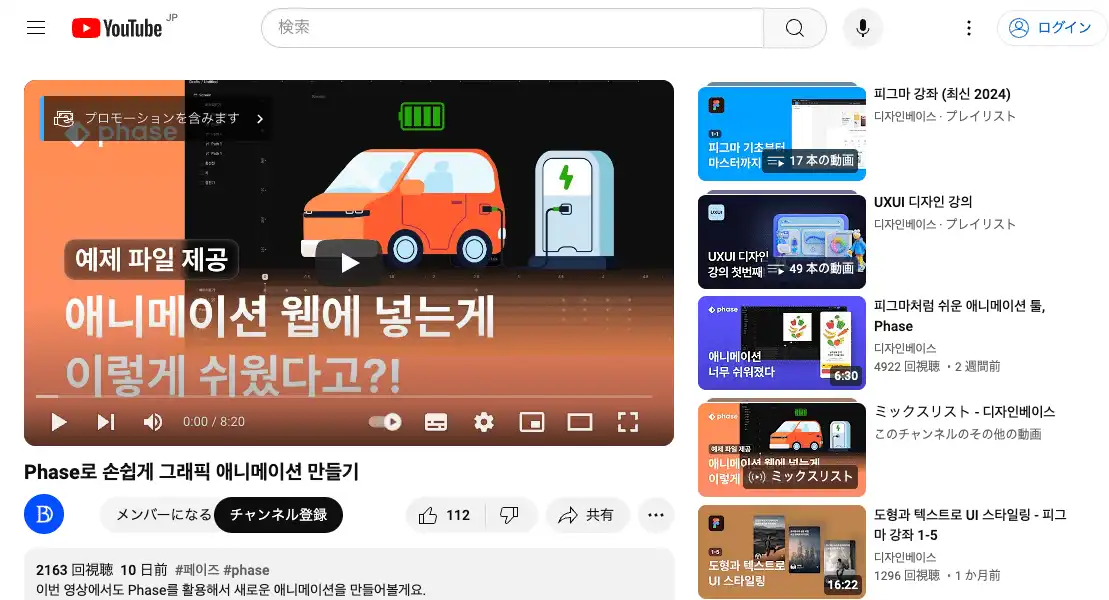 YouTube JP
検索
ログイン
プロモーションを含みます
phase
예제 파일 제공
애니메이션 웹에 넣는게
이렇게 쉬웠다고?!
0:00 / 8:20
Phase로 손쉽게 그래픽 애니메이션 만들기
メンバーになる
チャンネル登録
112
共有
2163 回視聴 10 日前 #페이즈 #phase
이번 영상에서도 Phase를 활용해서 새로운 애니메이션을 만들어볼게요.
1-1
피그마 기초부터
마스터까지
17 本の動画
피그마 강좌 (최신 2024)
디자인베이스 · プレイリスト
UXUI
UXUI 디자인
강의 첫번째
49 本の動画
UXUI 디자인 강의
디자인베이스 · プレイリスト
phase
애니메이션
너무 쉬워졌다
6:30
피그마처럼 쉬운 애니메이션 툴,
Phase
디자인베이스
4922 回視聴 ・2 週間前
phase
예제 파일 제공
애니메이션 웹에 넣는게
이렇게
ミックスリスト
ミックスリスト - 디자인베이스
このチャンネルのその他の動画
1-5
도형과 텍스트로
UI 스타일링
16:22
도형과 텍스트로 UI 스타일링 - 피그
마 강좌 1-5
디자인베이스
1296 回視聴 ・1 か月前